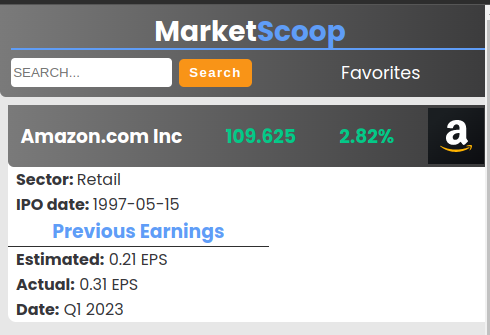 MarketScoop
SEARCH... Search Favorites
Amazon.com Inc 109.625 2.82% a
Sector: Retail
IPO date: 1997-05-15
Previous Earnings
Estimated: 0.21 EPS
Actual: 0.31 EPS
Date: Q1 2023